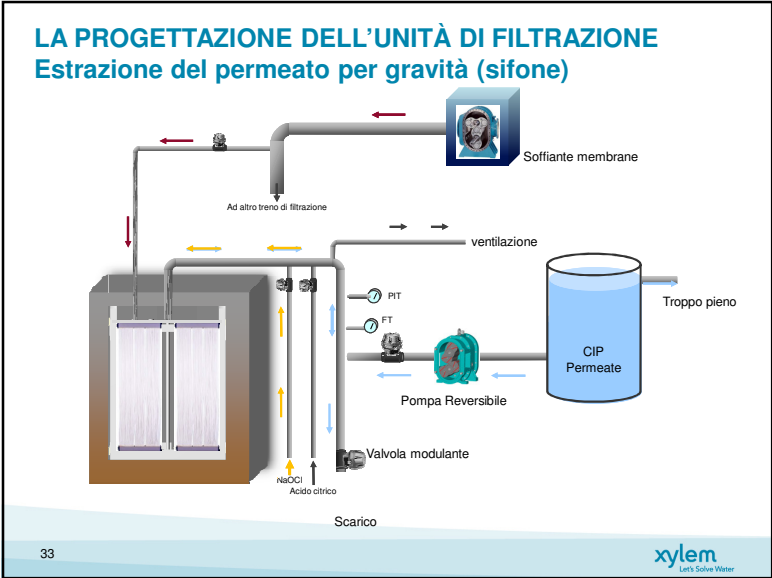 LA PROGETTAZIONE DELL'UNITÀ DI FILTRAZIONE
Estrazione del permeato per gravità (sifone)
Soffiante membrane
Ad altro treno di filtrazione
ventilazione
Troppo pieno
PIT
FT
CIP
Permeate
Pompa Reversibile
Valvola modulante
NaOCl
Acido citrico
Scarico
33
xylem
Let's Solve Water